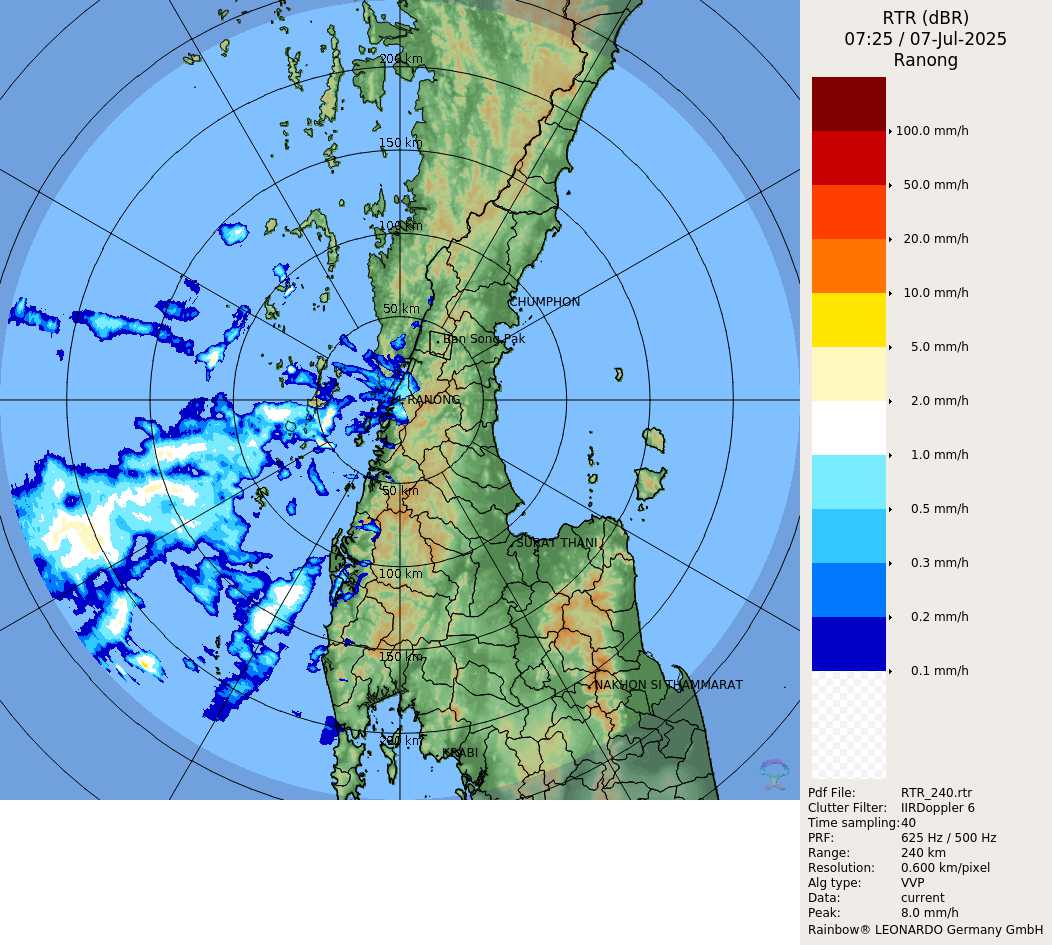 RTR (dBR)
07:25 / 07-Jul-2025
Ranong
100.0 mm/h
50.0 mm/h
20.0 mm/h
10.0 mm/h
5.0 mm/h
2.0 mm/h
1.0 mm/h
0.5 mm/h
0.3 mm/h
0.2 mm/h
0.1 mm/h
Pdf File: RTR_240.rtr
Clutter Filter: IIRDoppler 6
Time sampling: 40
PRF: 625 Hz / 500 Hz
Range: 240 km
Resolution: 0.600 km/pixel
Alg type: VVP
Data: current
Peak: 8.0 mm/h
Rainbow® LEONARDO Germany GmbH
200 km
150 km
100 km
CHUMPHON
50 km
Ban Song Pak
RANONG
50 km
SURAT THANI
100 km
150 km
NAKHON SI THAMMARAT
200 km
KRABI